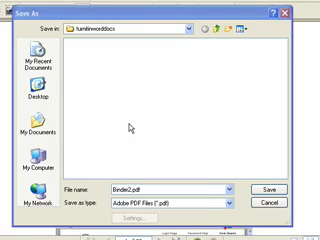 Save As
Save in: turnitinworddocs
My Recent
Documents
Desktop
My Documents
My Computer
My Network
File name: Binder2.pdf Save
Save as type: Adobe PDF Files (*.pdf) Cancel
Settings...